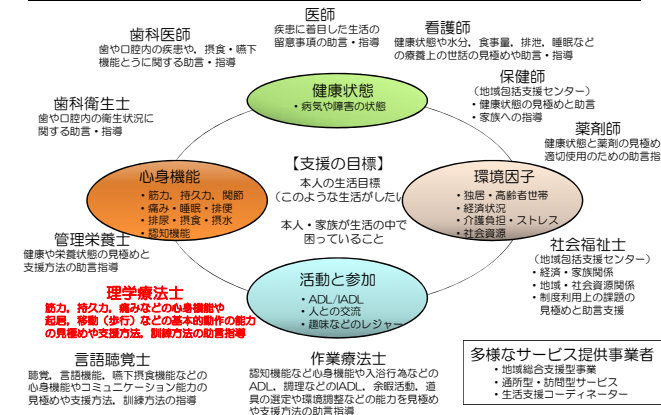 医師
疾患に着目した生活の
留意事項の助言・指導
歯科医師
歯や口腔内の疾患や，摂食・嚥下
機能とうに関する助言・指導
看護師
健康状態や水分，食事量，排泄，睡眠など
の療養上の世話の見極めや助言・指導
保健師
（地域包括支援センター）
・健康状態の見極めと助言
・家族への指導
歯科衛生士
歯や口腔内の衛生状況に
関する助言・指導
健康状態
・病気や障害の状態
薬剤師
健康状態と薬剤の見極め
適切使用のための助言指
心身機能
・筋力，持久力，関節
・痛み・睡眠・排便
・排尿・摂食・摂水
・認知機能
【支援の目標】
本人の生活目標
（このような生活がしたい
本人・家族が生活の中で
困っていること
環境因子
・独居・高齢者世帯
・経済状況
・介護負担・ストレス
・社会資源
管理栄養士
健康や栄養状態の見極めと
支援方法の助言指導
社会福祉士
（地域包括支援センター）
・経済・家族関係
・地域・社会資源関係
・制度利用上の課題の
見極めと助言支援
活動と参加
・ADL/IADL
・人との交流
・趣味などのレジャー
理学療法士
筋力，持久力，痛みなどの心身機能や
起居，移動（歩行）などの基本的動作の能力
の見極めや支援方法，訓練方法の助言指導
言語聴覚士
聴覚，言語機能，嚥下摂食機能などの
心身機能やコミュニケーション能力の
見極めや支援方法，訓練方法の指導
作業療法士
認知機能など心身機能や入浴行為などの
ADL，調理などのIADL，余暇活動，道
具の選定や環境調整などの能力を見極め
や支援方法の助言指導
多様なサービス提供事業者
・地域総合支援型事業
・通所型・訪問型サービス
・生活支援コーディネーター